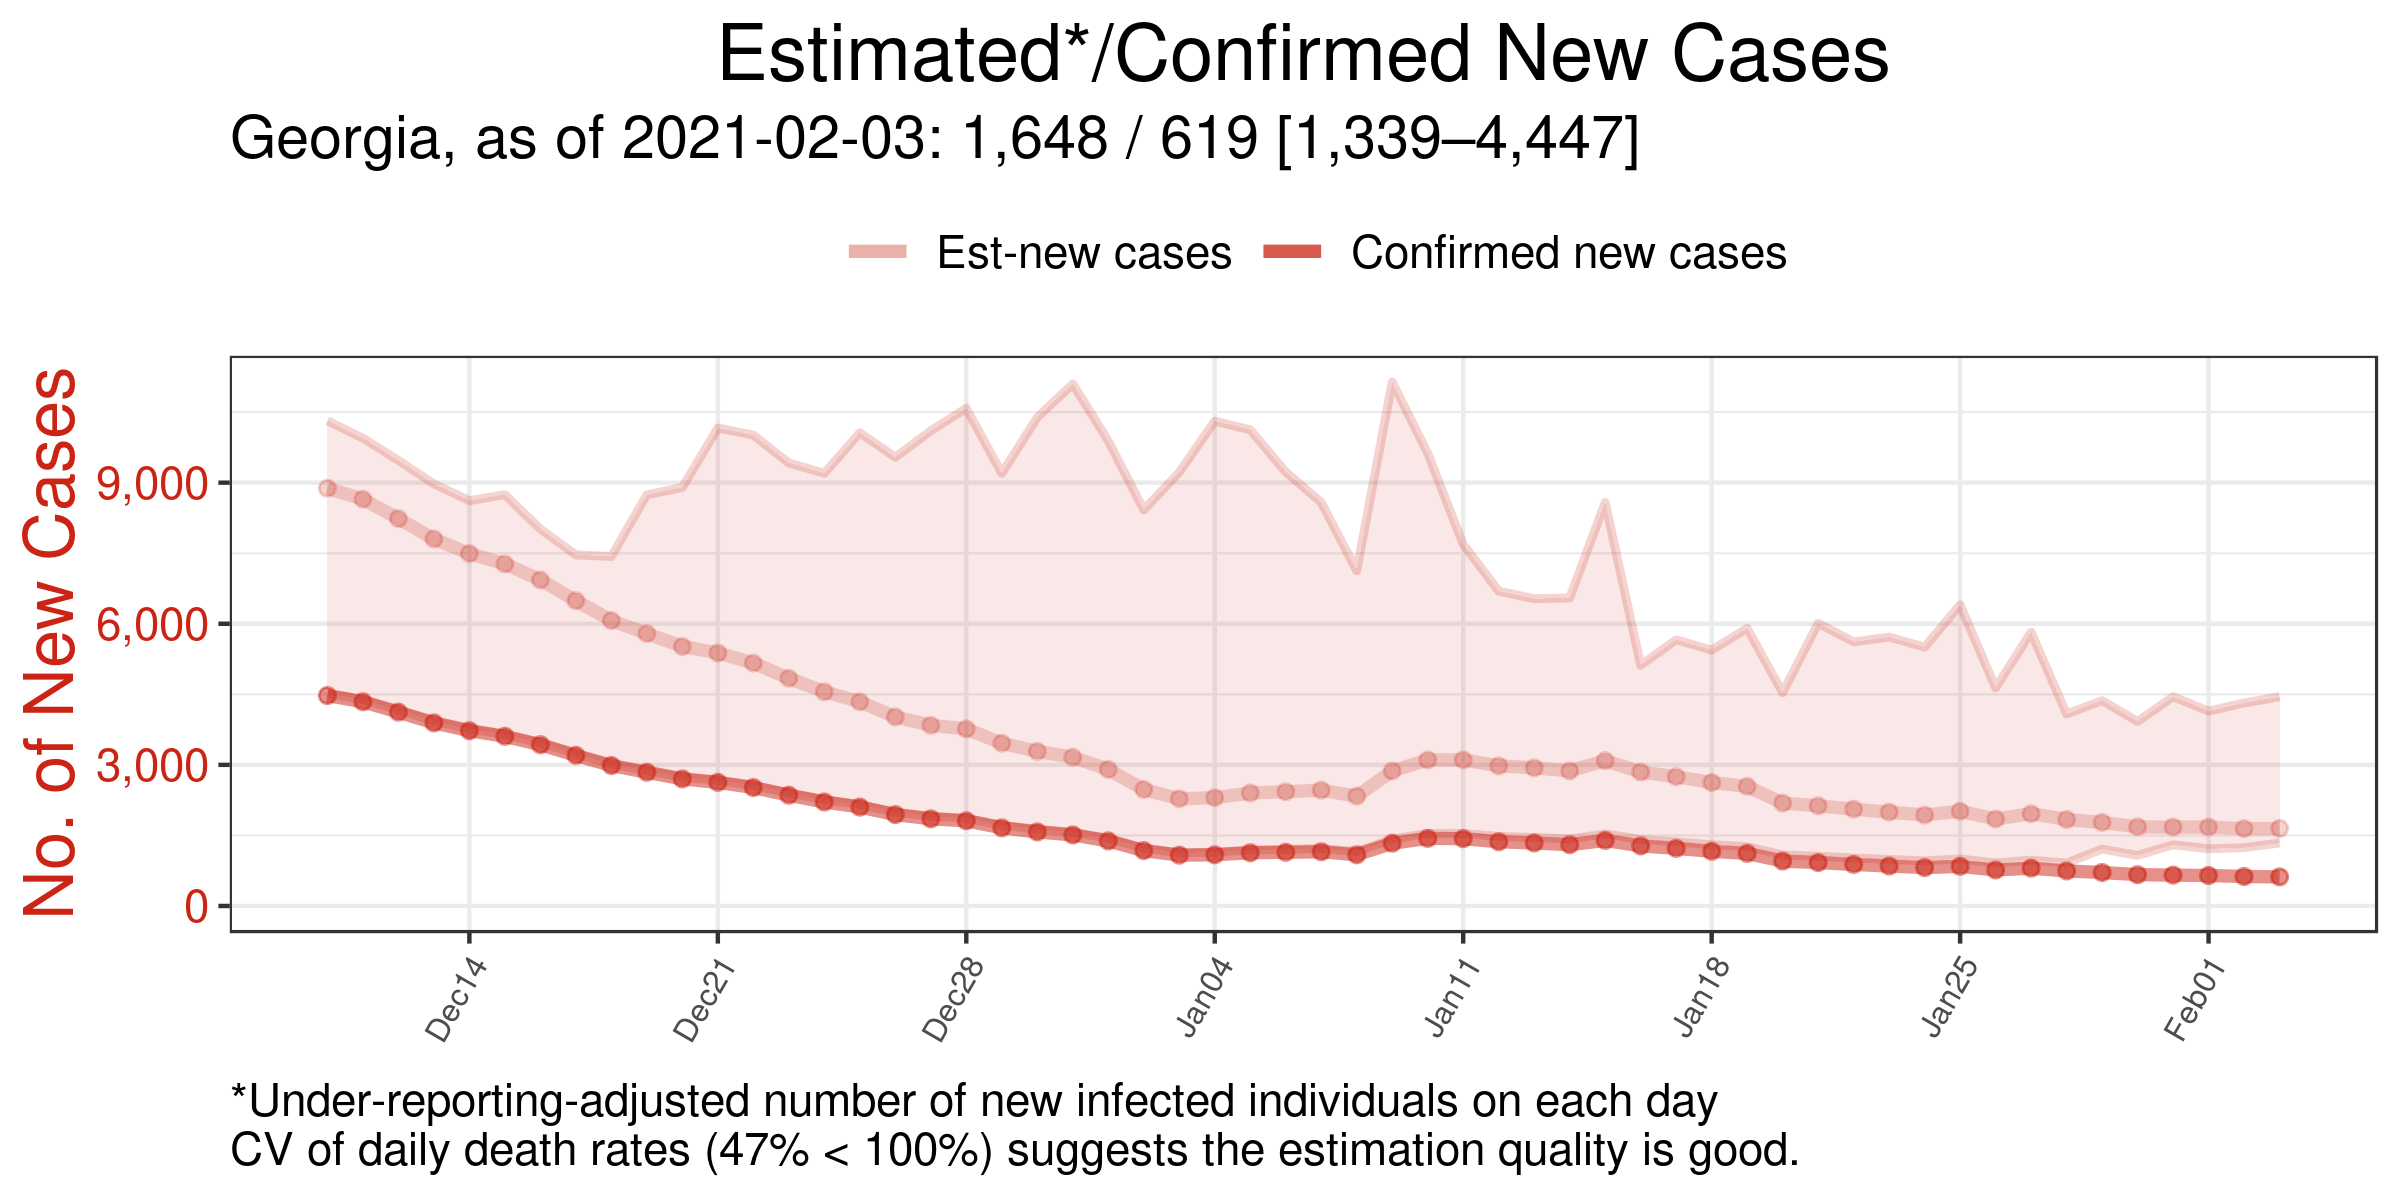 Estimated*/Confirmed New Cases
Georgia, as of 2021-02-03: 1,648 / 619 [1,339–4,447]
Est-new cases
Confirmed new cases
No. of New Cases
9,000
6,000
3,000
0
Dec14
Dec21
Dec28
Jan04
Jan11
Jan18
Jan25
Feb01
*Under-reporting-adjusted number of new infected individuals on each day
CV of daily death rates (47% < 100%) suggests the estimation quality is good.